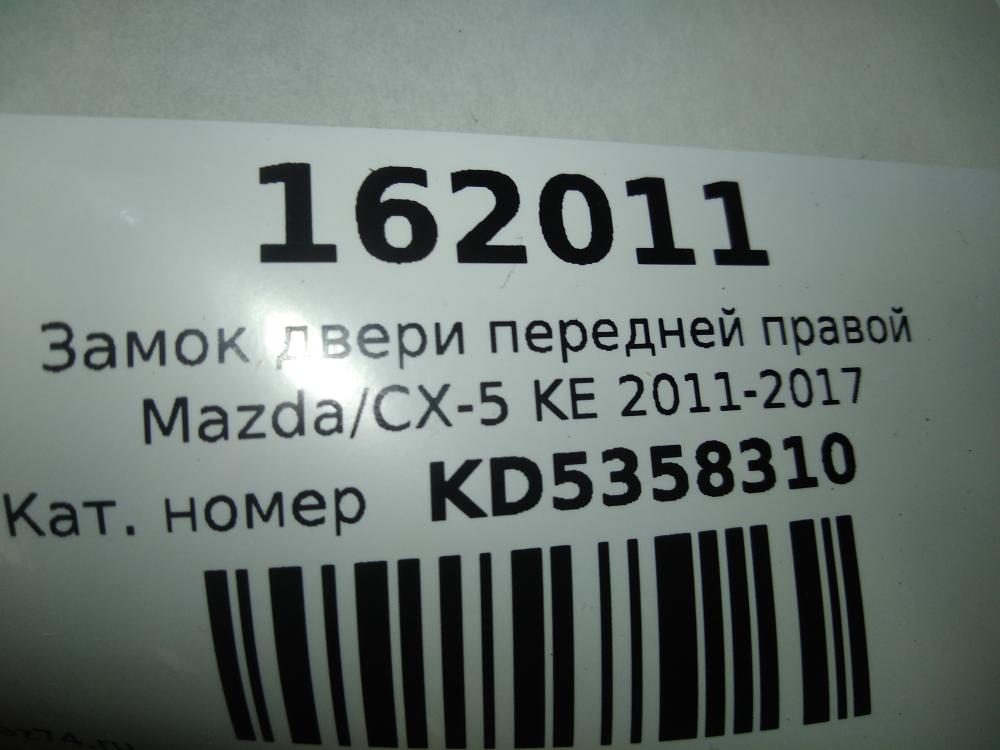 162011
Замок двери передней правой
Mazda/CX-5 KE 2011-2017
Кат. номер KD5358310